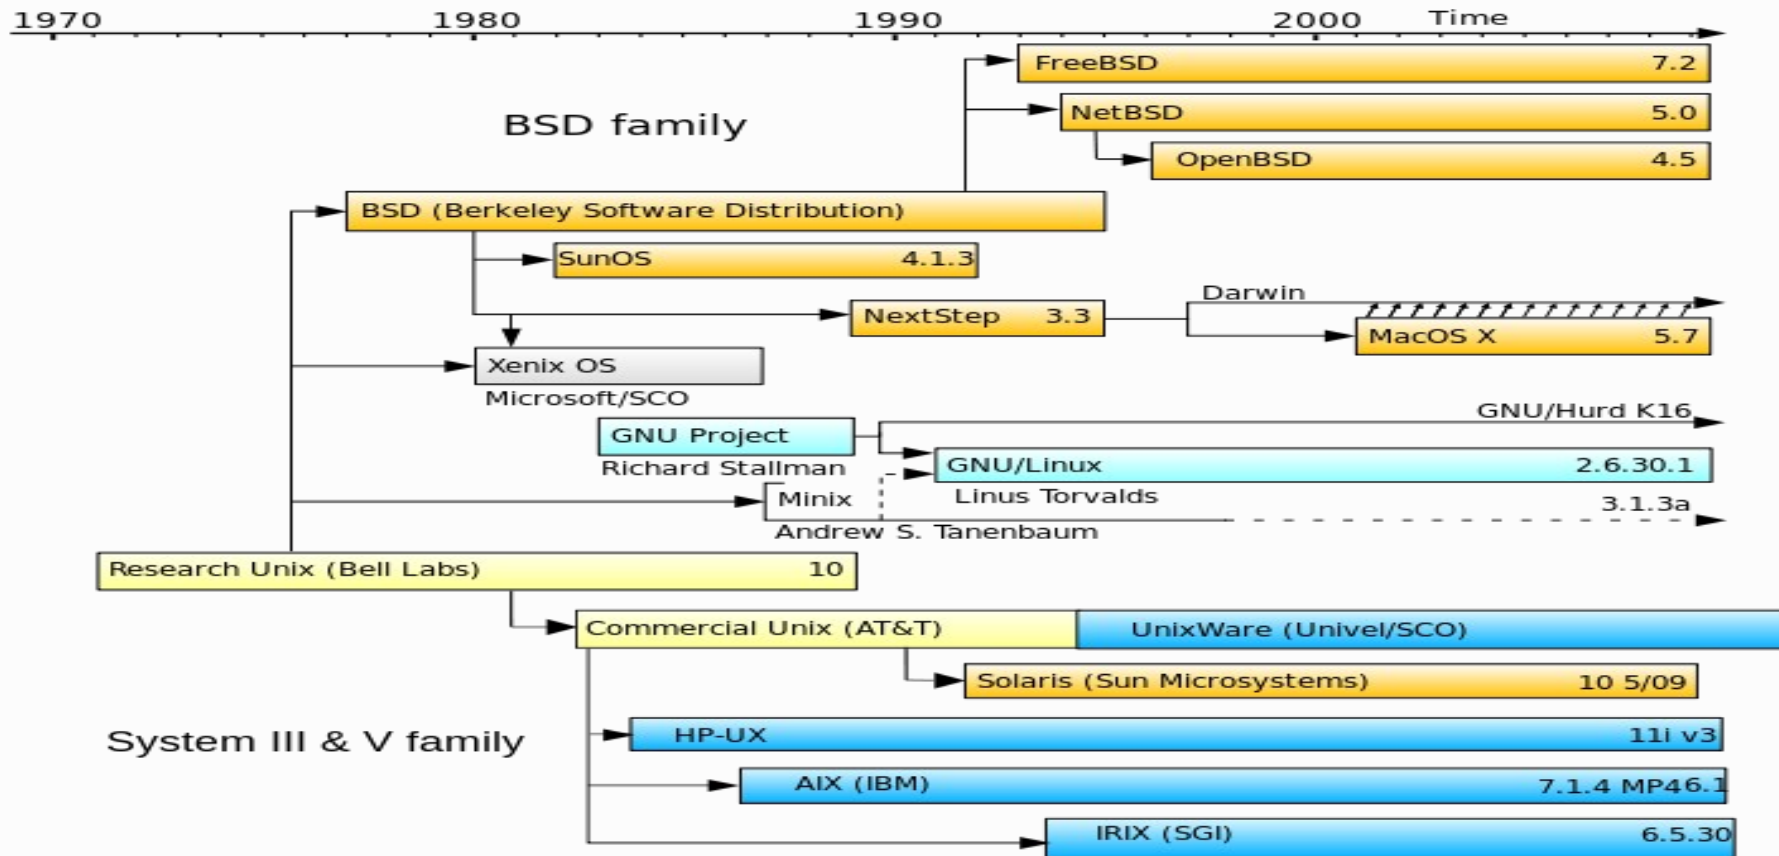 1970 1980 1990 2000 Time
FreeBSD 7.2
BSD family
NetBSD 5.0
OpenBSD 4.5
BSD (Berkeley Software Distribution)
SunOS 4.1.3
Darwin
NextStep 3.3
MacOS X 5.7
Xenix OS
Microsoft/SCO
GNU/Hurd K16
GNU Project
Richard Stallman
GNU/Linux 2.6.30.1
Linus Torvalds
Minix 3.1.3a
Andrew S. Tanenbaum
Research Unix (Bell Labs) 10
Commercial Unix (AT&T) UnixWare (Univel/SCO)
Solaris (Sun Microsystems) 10 5/09
System III & V family
HP-UX 11i v3
AIX (IBM) 7.1.4 MP46.1
IRIX (SGI) 6.5.30